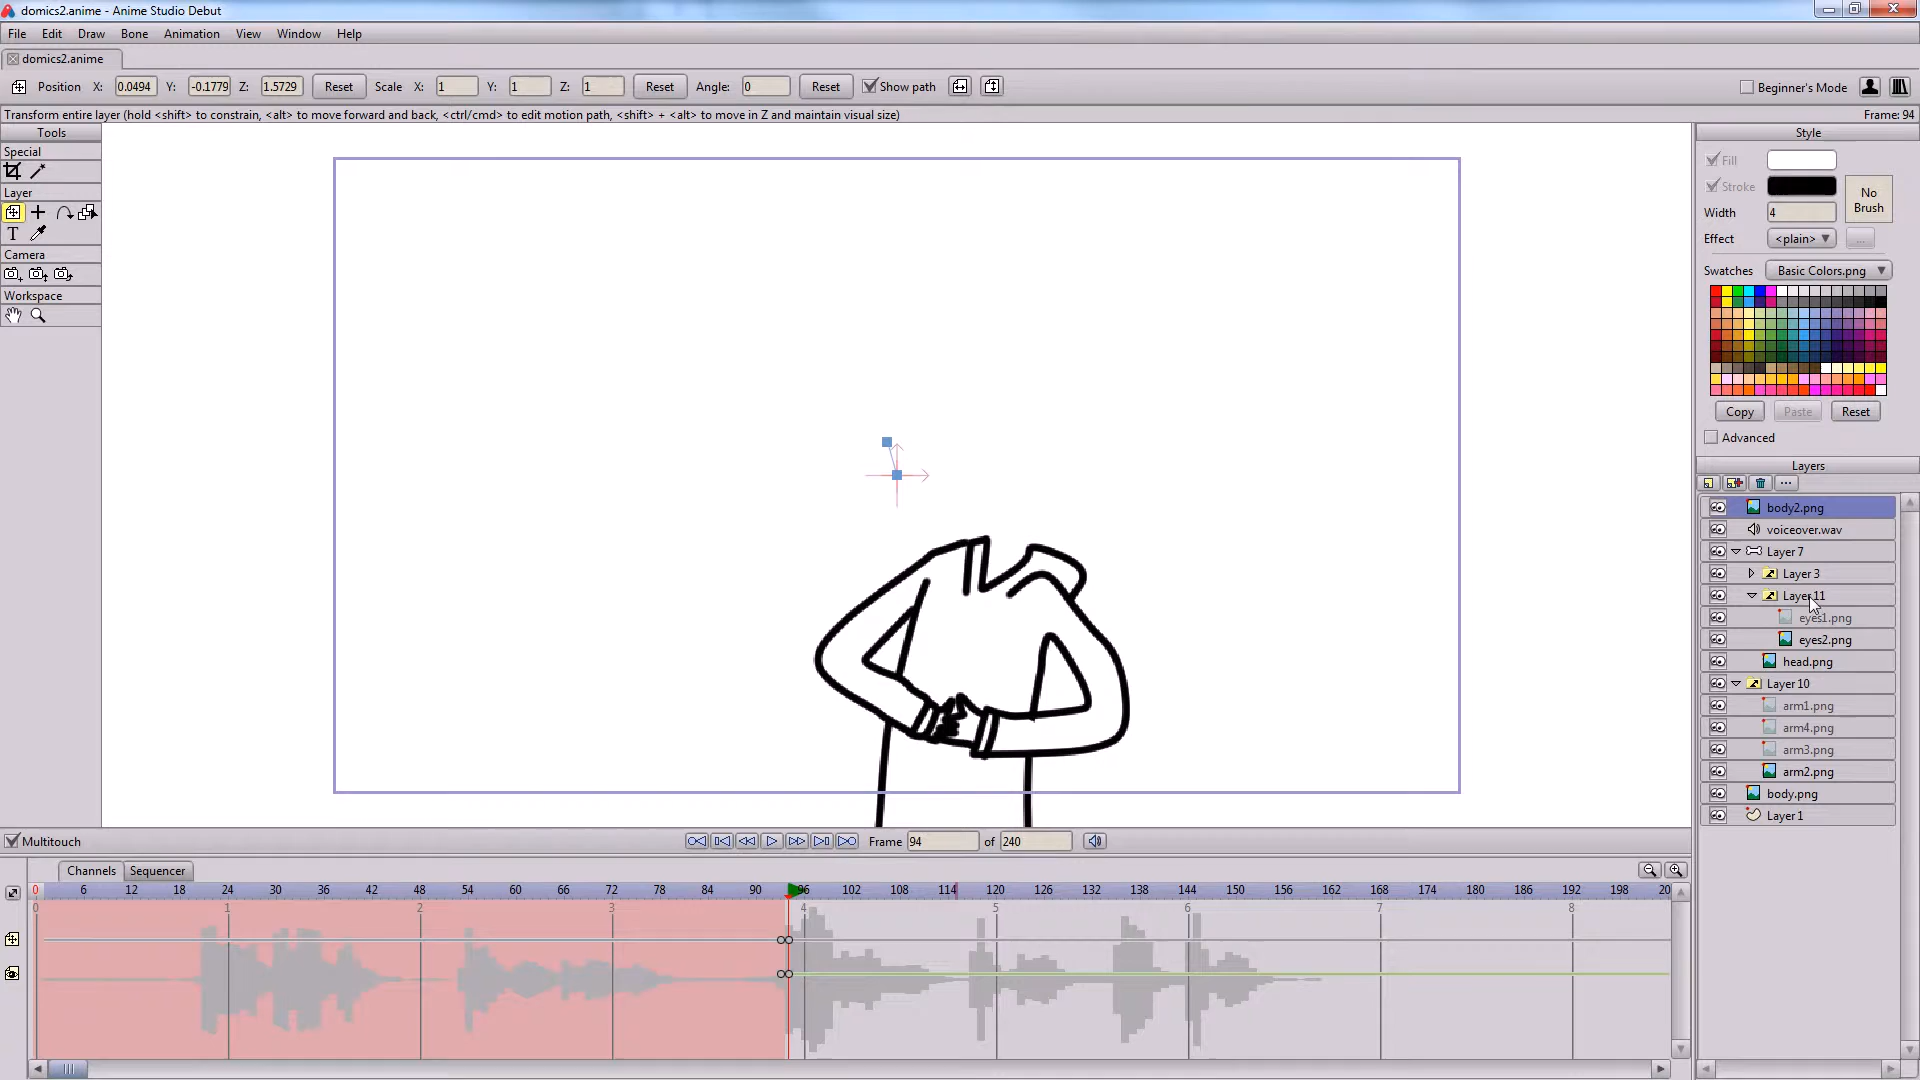 domics2.anime - Anime Studio Debut
File Edit Draw Bone Animation View Window Help
domics2.anime
Position X: 0.0494 Y: -0.1779 Z: 1.5729 Reset Scale X: 1 Y: 1 Z: 1 Reset Angle: 0 Reset Show path Beginner's Mode
Transform entire layer (hold <shift> to constrain, <alt> to move forward and back, <ctrl/cmd> to edit motion path, <shift> + <alt> to move in Z and maintain visual size) Frame: 94
Tools
Special
Layer
T
Camera
Workspace
Style
Fill
Stroke
No Brush
Width 4
Effect <plain> ...
Swatches Basic Colors.png
Copy Paste Reset
Advanced
Layers
...
body2.png
voiceover.wav
Layer 7
Layer 3
Layer 11
eyes1.png
eyes2.png
head.png
Layer 10
arm1.png
arm4.png
arm3.png
arm2.png
body.png
Layer 1
Multitouch Frame 94 of 240
Channels Sequencer
0 6 12 18 24 30 36 42 48 54 60 66 72 78 84 90 96 102 108 114 120 126 132 138 144 150 156 162 168 174 180 186 192 198 20
0 1 2 3 4 5 6 7 8